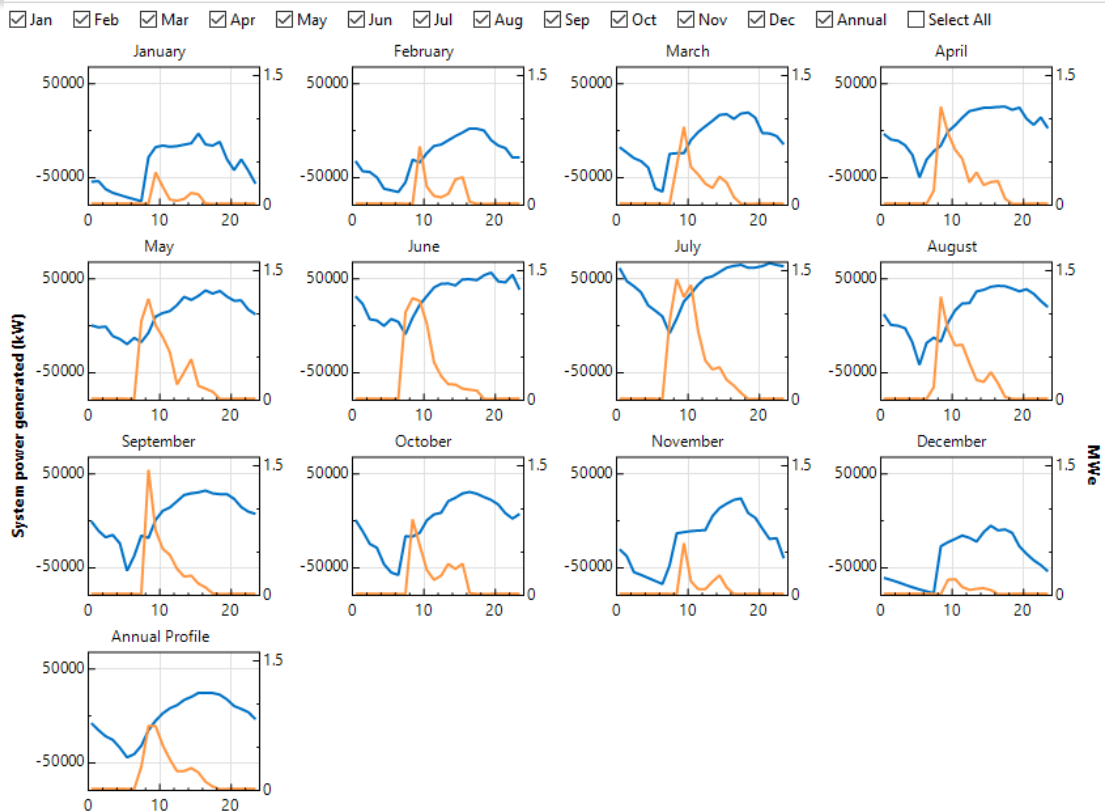 Jan Feb Mar Apr May Jun Jul Aug Sep Oct Nov Dec Annual Select All
January February March April
50000 1.5 50000 1.5 50000 1.5 50000 1.5
-50000 0 -50000 0 -50000 0 -50000 0
0 10 20 0 10 20 0 10 20 0 10 20
May June July August
50000 1.5 50000 1.5 50000 1.5 50000 1.5
-50000 0 -50000 0 -50000 0 -50000 0
0 10 20 0 10 20 0 10 20 0 10 20
System power generated (kW)
September October November December
50000 1.5 50000 1.5 50000 1.5 50000 1.5
-50000 0 -50000 0 -50000 0 -50000 0
0 10 20 0 10 20 0 10 20 0 10 20
MWe
Annual Profile
50000 1.5
-50000 0
0 10 20